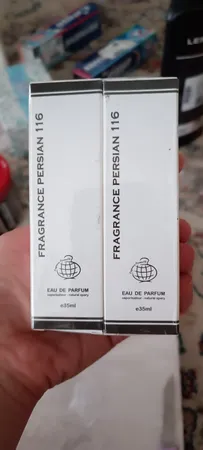 FRAGRANCE PERSIAN 116
EAU DE PARFUM
vaporisateur - natural spray
e35ml
FRAGRANCE PERSIAN 116
EAU DE PARFUM
vaporisateur - natural spray
e35ml
LE